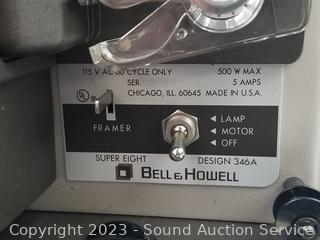 115 V AC 60 CYCLE ONLY 500 W MAX
SER. 5 AMPS
CHICAGO, ILL. 60645 MADE IN U.S.A.
UL
FRAMER
LAMP
MOTOR
OFF
SUPER EIGHT DESIGN 346A
BELL & HOWELL
Copyright 2023 - Sound Auction Service